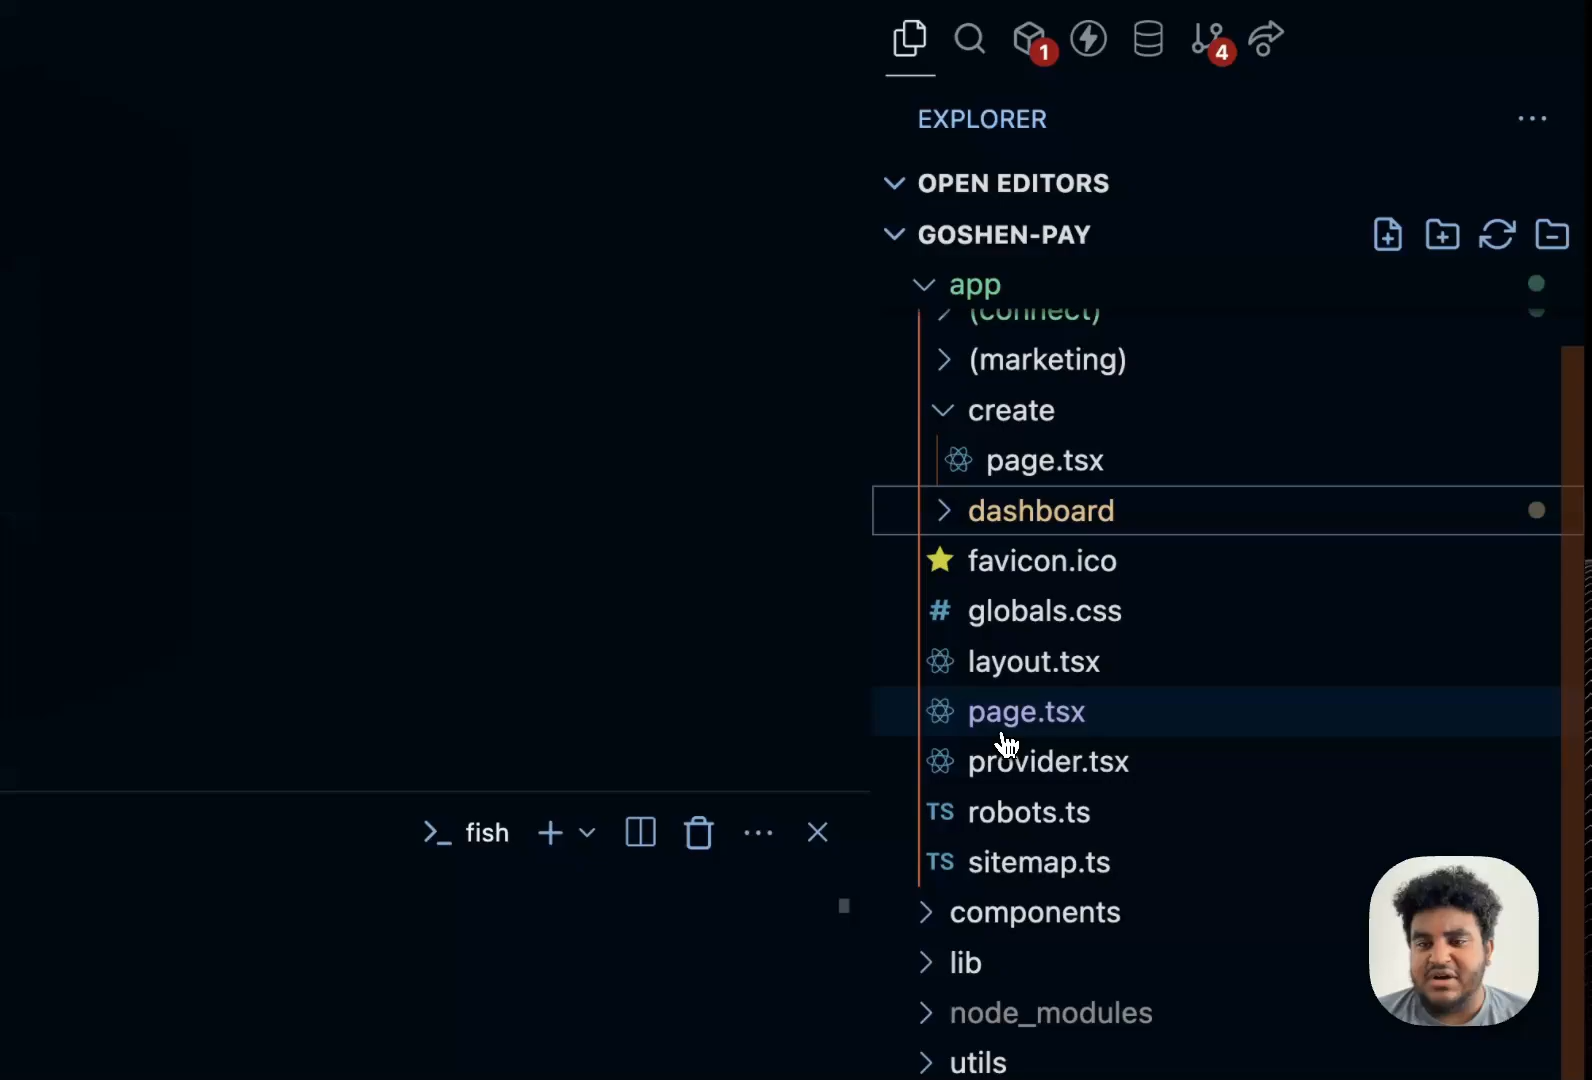 1
4
EXPLORER
OPEN EDITORS
GOSHEN-PAY
app
(connect)
(marketing)
create
page.tsx
dashboard
favicon.ico
# globals.css
layout.tsx
page.tsx
provider.tsx
TS robots.ts
TS sitemap.ts
fish
components
lib
node_modules
utils